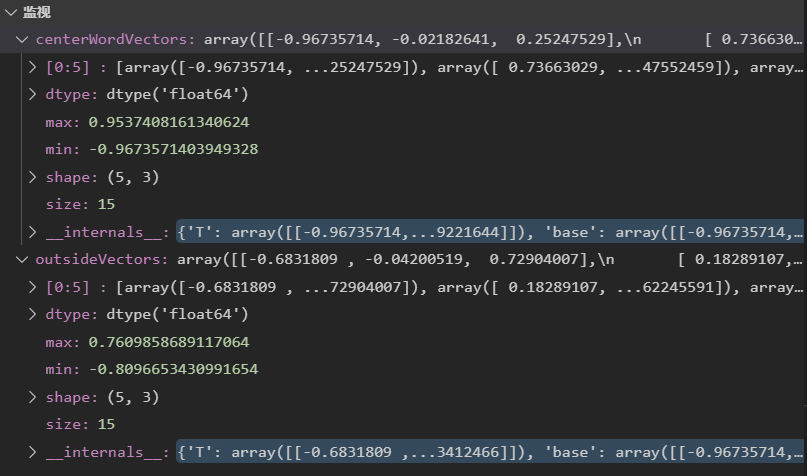 监视
centerWordVectors: array([[-0.96735714, -0.02182641,  0.25247529],\n       [ 0.736630…
[0:5] : [array([-0.96735714, ...25247529]), array([ 0.73663029, ...47552459]), array…
dtype: dtype('float64')
max: 0.9537408161340624
min: -0.9673571403949328
shape: (5, 3)
size: 15
__internals__: {'T': array([[-0.96735714,...9221644]]), 'base': array([[-0.96735714,…
outsideVectors: array([[-0.6831809 , -0.04200519,  0.72904007],\n       [ 0.18289107,…
[0:5] : [array([-0.6831809 , ...72904007]), array([ 0.18289107, ...62245591]), array…
dtype: dtype('float64')
max: 0.7609858689117064
min: -0.8096653430991654
shape: (5, 3)
size: 15
__internals__: {'T': array([[-0.6831809 ,...3412466]]), 'base': array([[-0.96735714,…